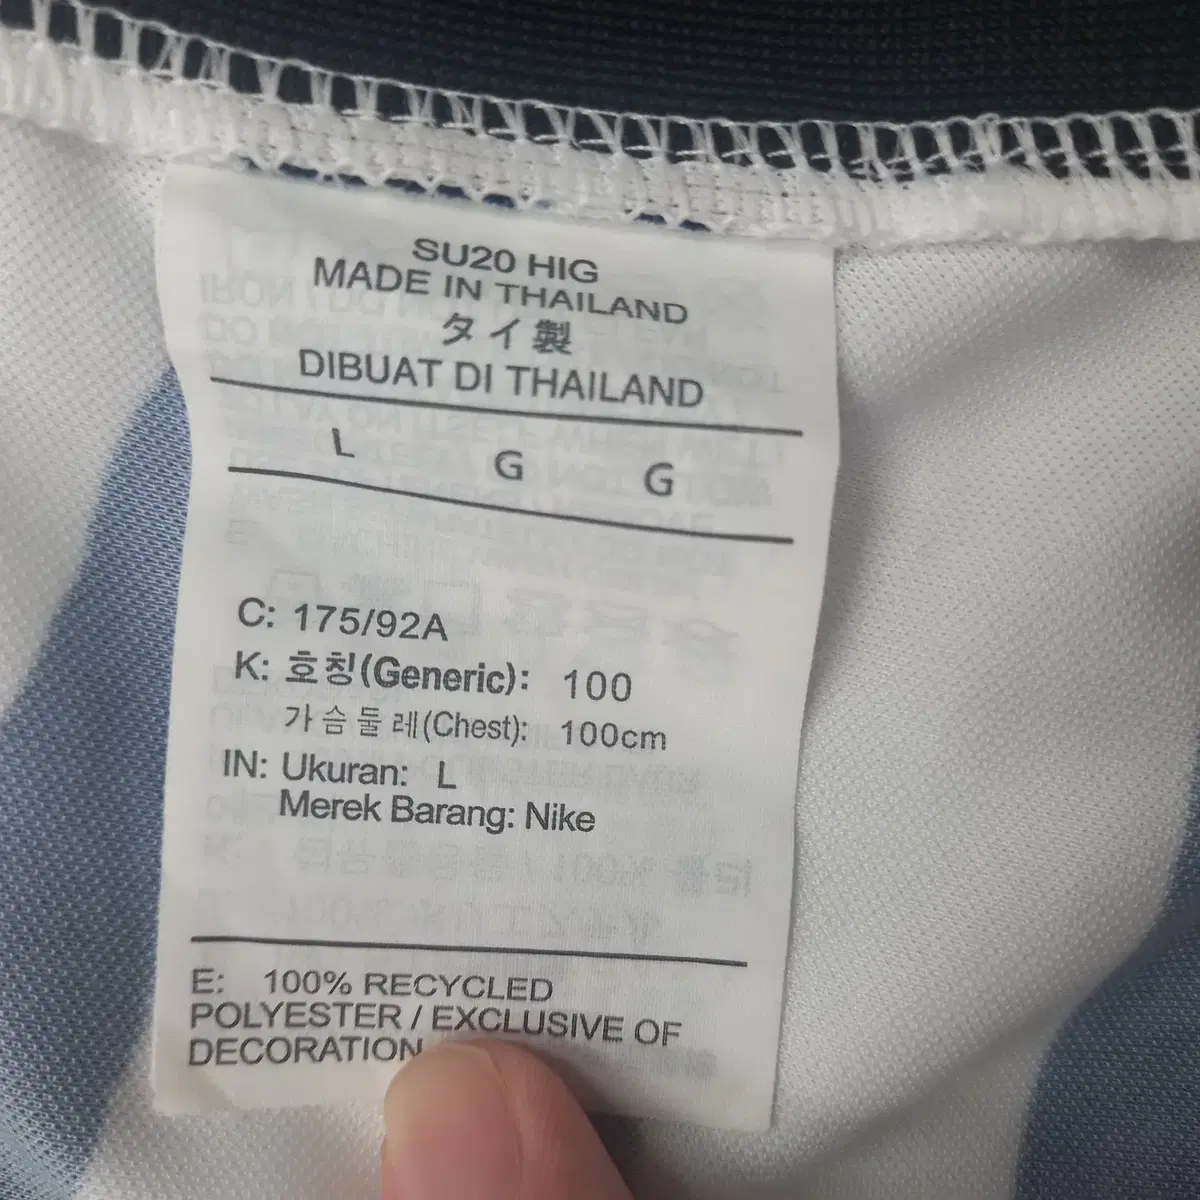 SU20 HIG
MADE IN THAILAND
タイ製
DIBUAT DI THAILAND
L G G
C: 175/92A
K: 호칭(Generic): 100
가슴둘레(Chest): 100cm
IN: Ukuran: L
Merek Barang: Nike
E: 100% RECYCLED
POLYESTER / EXCLUSIVE OF
DECORATION